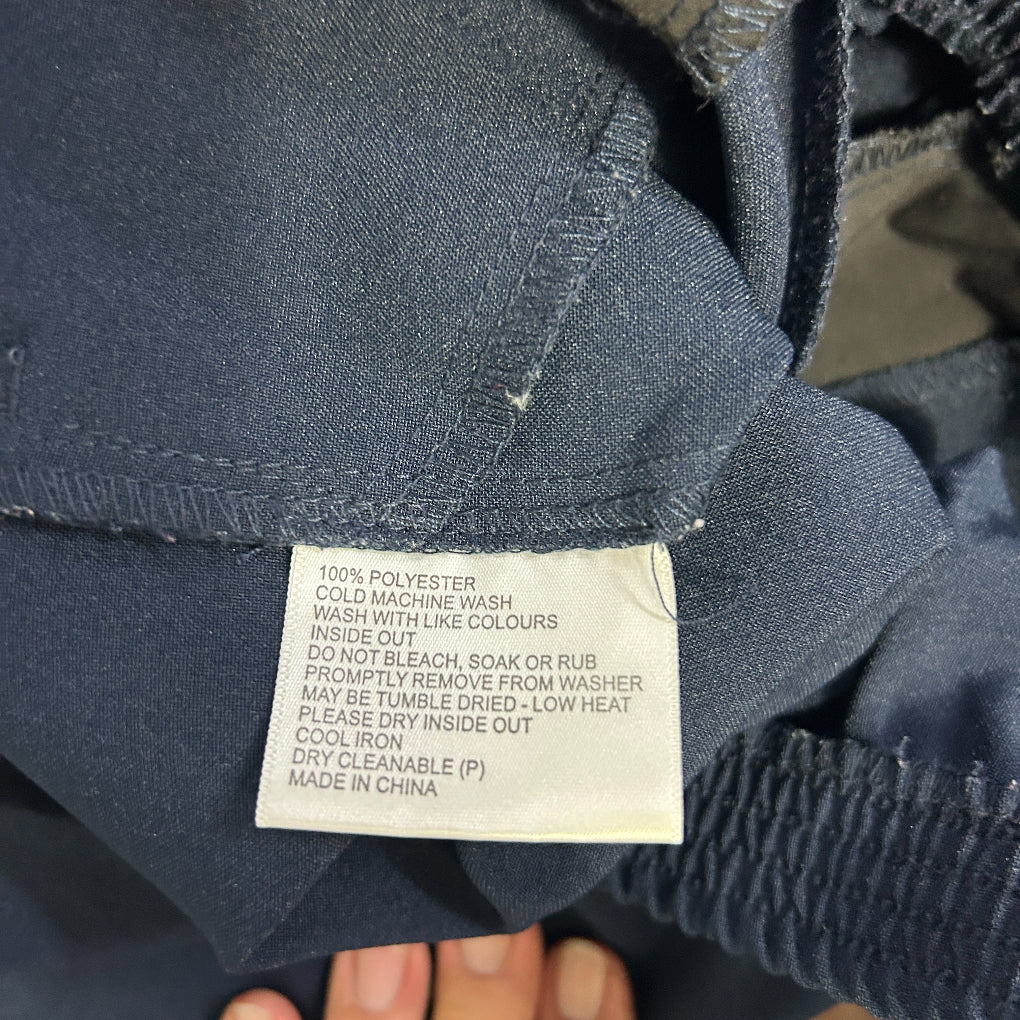 100% POLYESTER
COLD MACHINE WASH
WASH WITH LIKE COLOURS
INSIDE OUT
DO NOT BLEACH, SOAK OR RUB
PROMPTLY REMOVE FROM WASHER
MAY BE TUMBLE DRIED - LOW HEAT
PLEASE DRY INSIDE OUT
COOL IRON
DRY CLEANABLE (P)
MADE IN CHINA